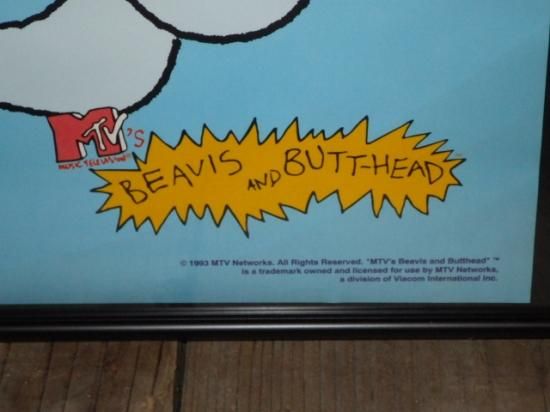 MTV's
MUSIC TELEVISION™
BEAVIS AND BUTT-HEAD
© 1993 MTV Networks. All Rights Reserved. "MTV's Beavis and Butthead" ™
is a trademark owned and licensed for use by MTV Networks,
a division of Viacom International Inc.